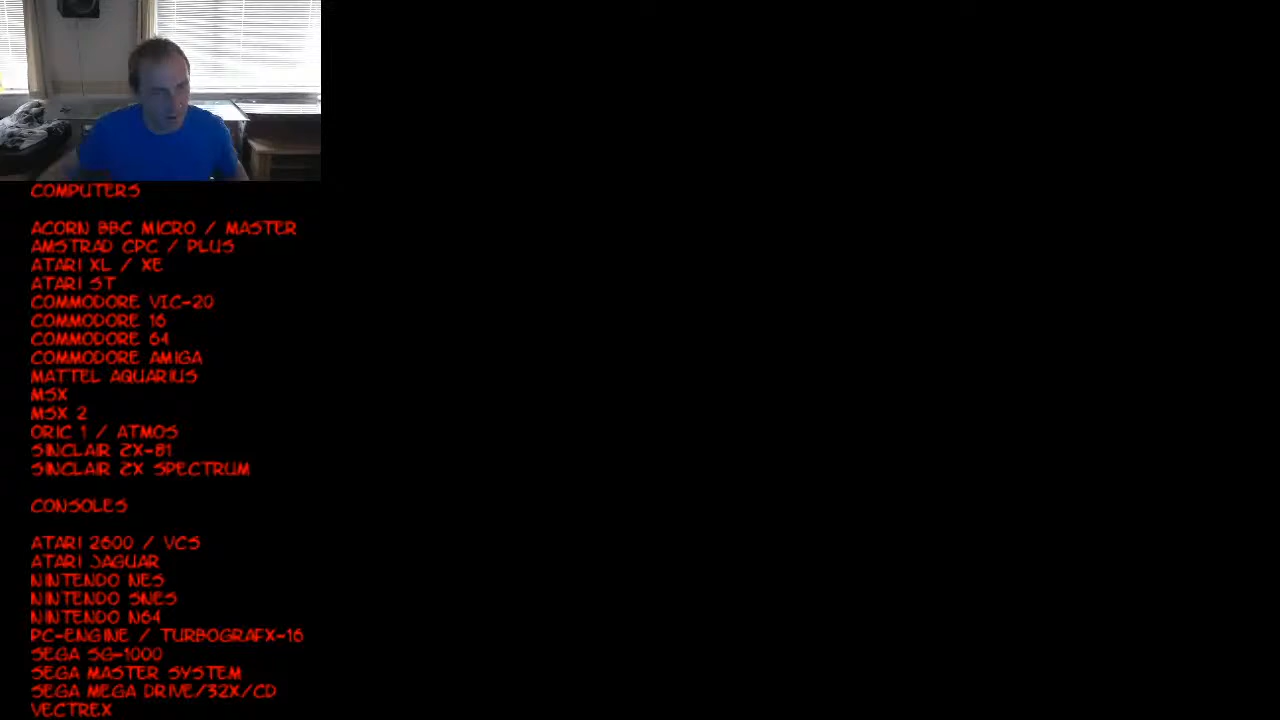 COMPUTERS
ACORN BBC MICRO / MASTER
AMSTRAD CPC / PLUS
ATARI XL / XE
ATARI ST
COMMODORE VIC-20
COMMODORE 16
COMMODORE 64
COMMODORE AMIGA
MATTEL AQUARIUS
MSX
MSX 2
ORIC 1 / ATMOS
SINCLAIR ZX-81
SINCLAIR ZX SPECTRUM
CONSOLES
ATARI 2600 / VCS
ATARI JAGUAR
NINTENDO NES
NINTENDO SNES
NINTENDO N64
PC-ENGINE / TURBOGRAFX-16
SEGA SG-1000
SEGA MASTER SYSTEM
SEGA MEGA DRIVE/32X/CD
VECTREX